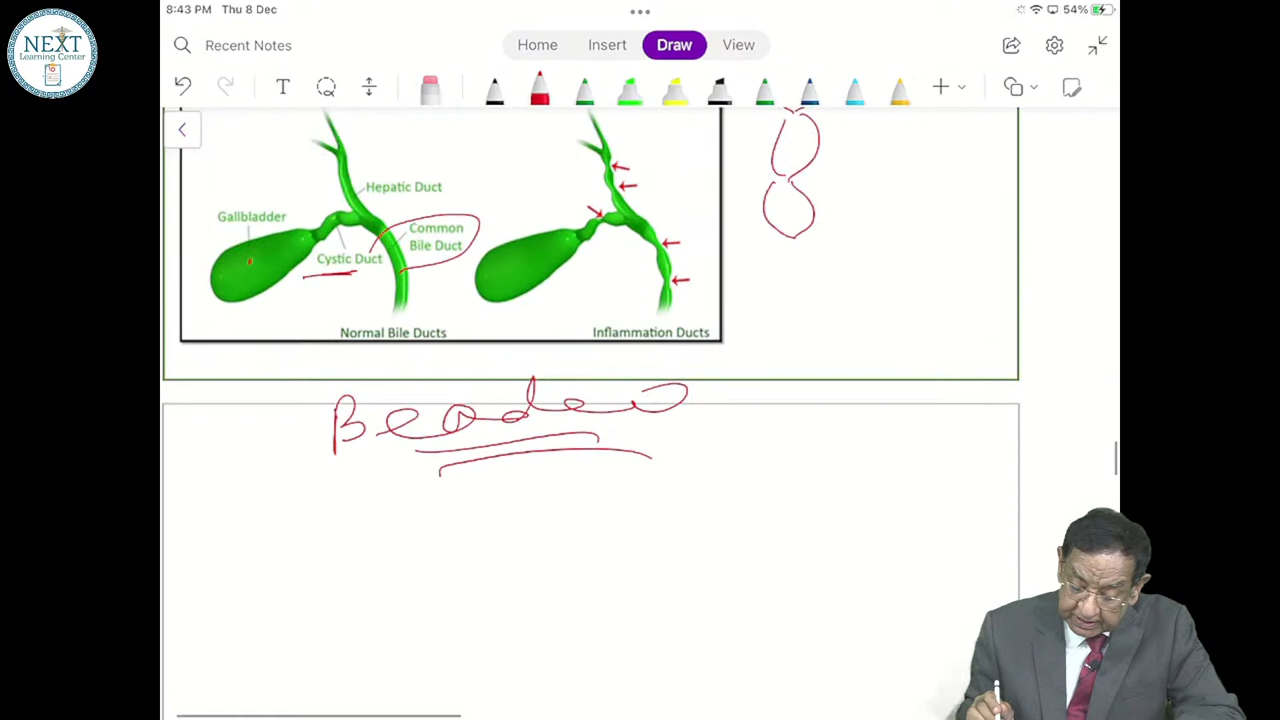 8:43 PM Thu 8 Dec
54%
NEXT
Learning Center
Recent Notes
Home Insert Draw View
T
Hepatic Duct
Gallbladder
Common
Bile Duct
Cystic Duct
Normal Bile Ducts
Inflammation Ducts
Beaded